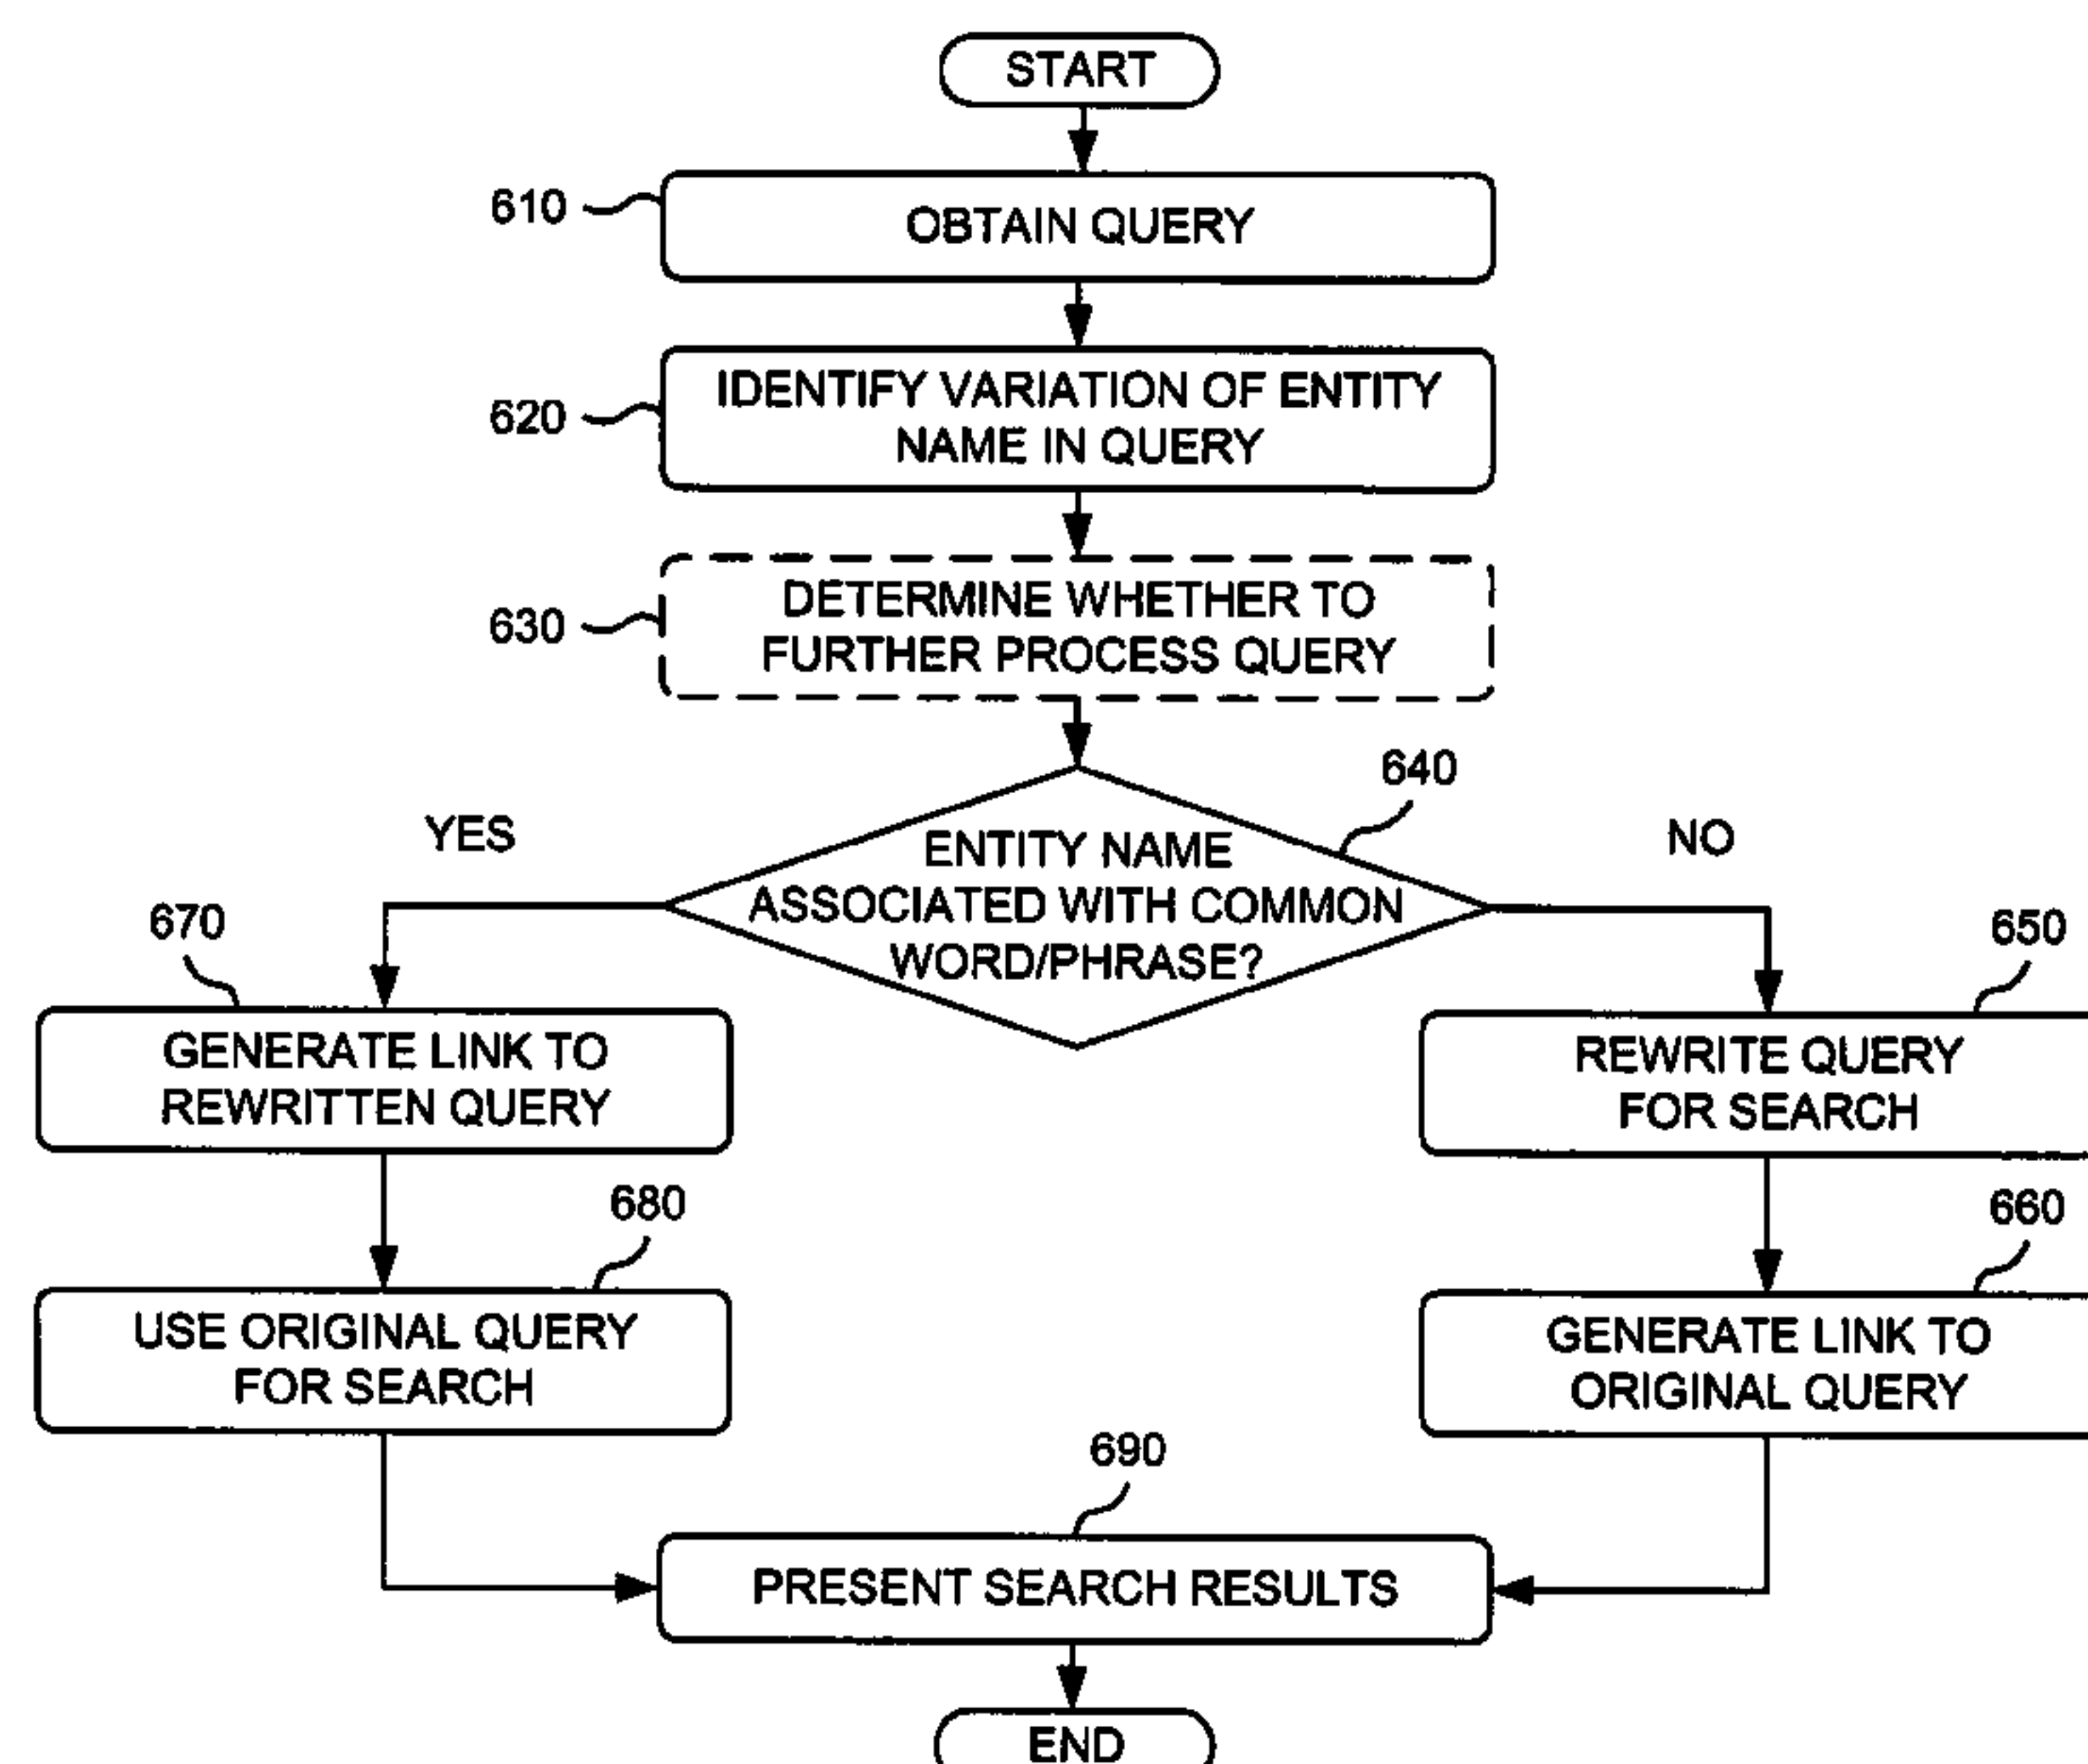 START
610
OBTAIN QUERY
620
IDENTIFY VARIATION OF ENTITY
NAME IN QUERY
630
DETERMINE WHETHER TO
FURTHER PROCESS QUERY
640
YES
NO
ENTITY NAME
ASSOCIATED WITH COMMON
WORD/PHRASE?
670
GENERATE LINK TO
REWRITTEN QUERY
650
REWRITE QUERY
FOR SEARCH
680
USE ORIGINAL QUERY
FOR SEARCH
660
GENERATE LINK TO
ORIGINAL QUERY
690
PRESENT SEARCH RESULTS
END